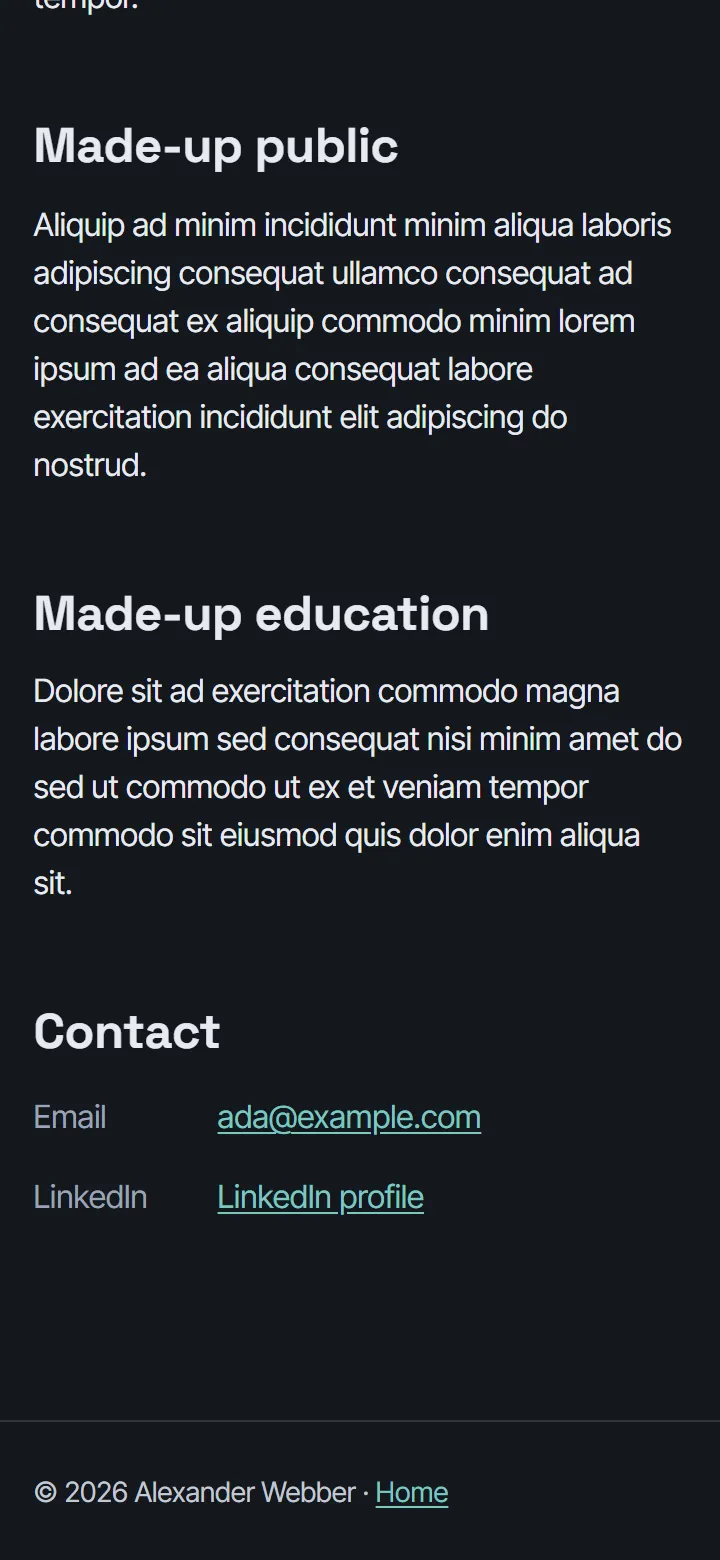 tempor.
Made-up public
Aliquip ad minim incididunt minim aliqua laboris
adipiscing consequat ullamco consequat ad
consequat ex aliquip commodo minim lorem
ipsum ad ea aliqua consequat labore
exercitation incididunt elit adipiscing do
nostrud.
Made-up education
Dolore sit ad exercitation commodo magna
labore ipsum sed consequat nisi minim amet do
sed ut commodo ut ex et veniam tempor
commodo sit eiusmod quis dolor enim aliqua
sit.
Contact
Email ada@example.com
LinkedIn LinkedIn profile
© 2026 Alexander Webber · Home